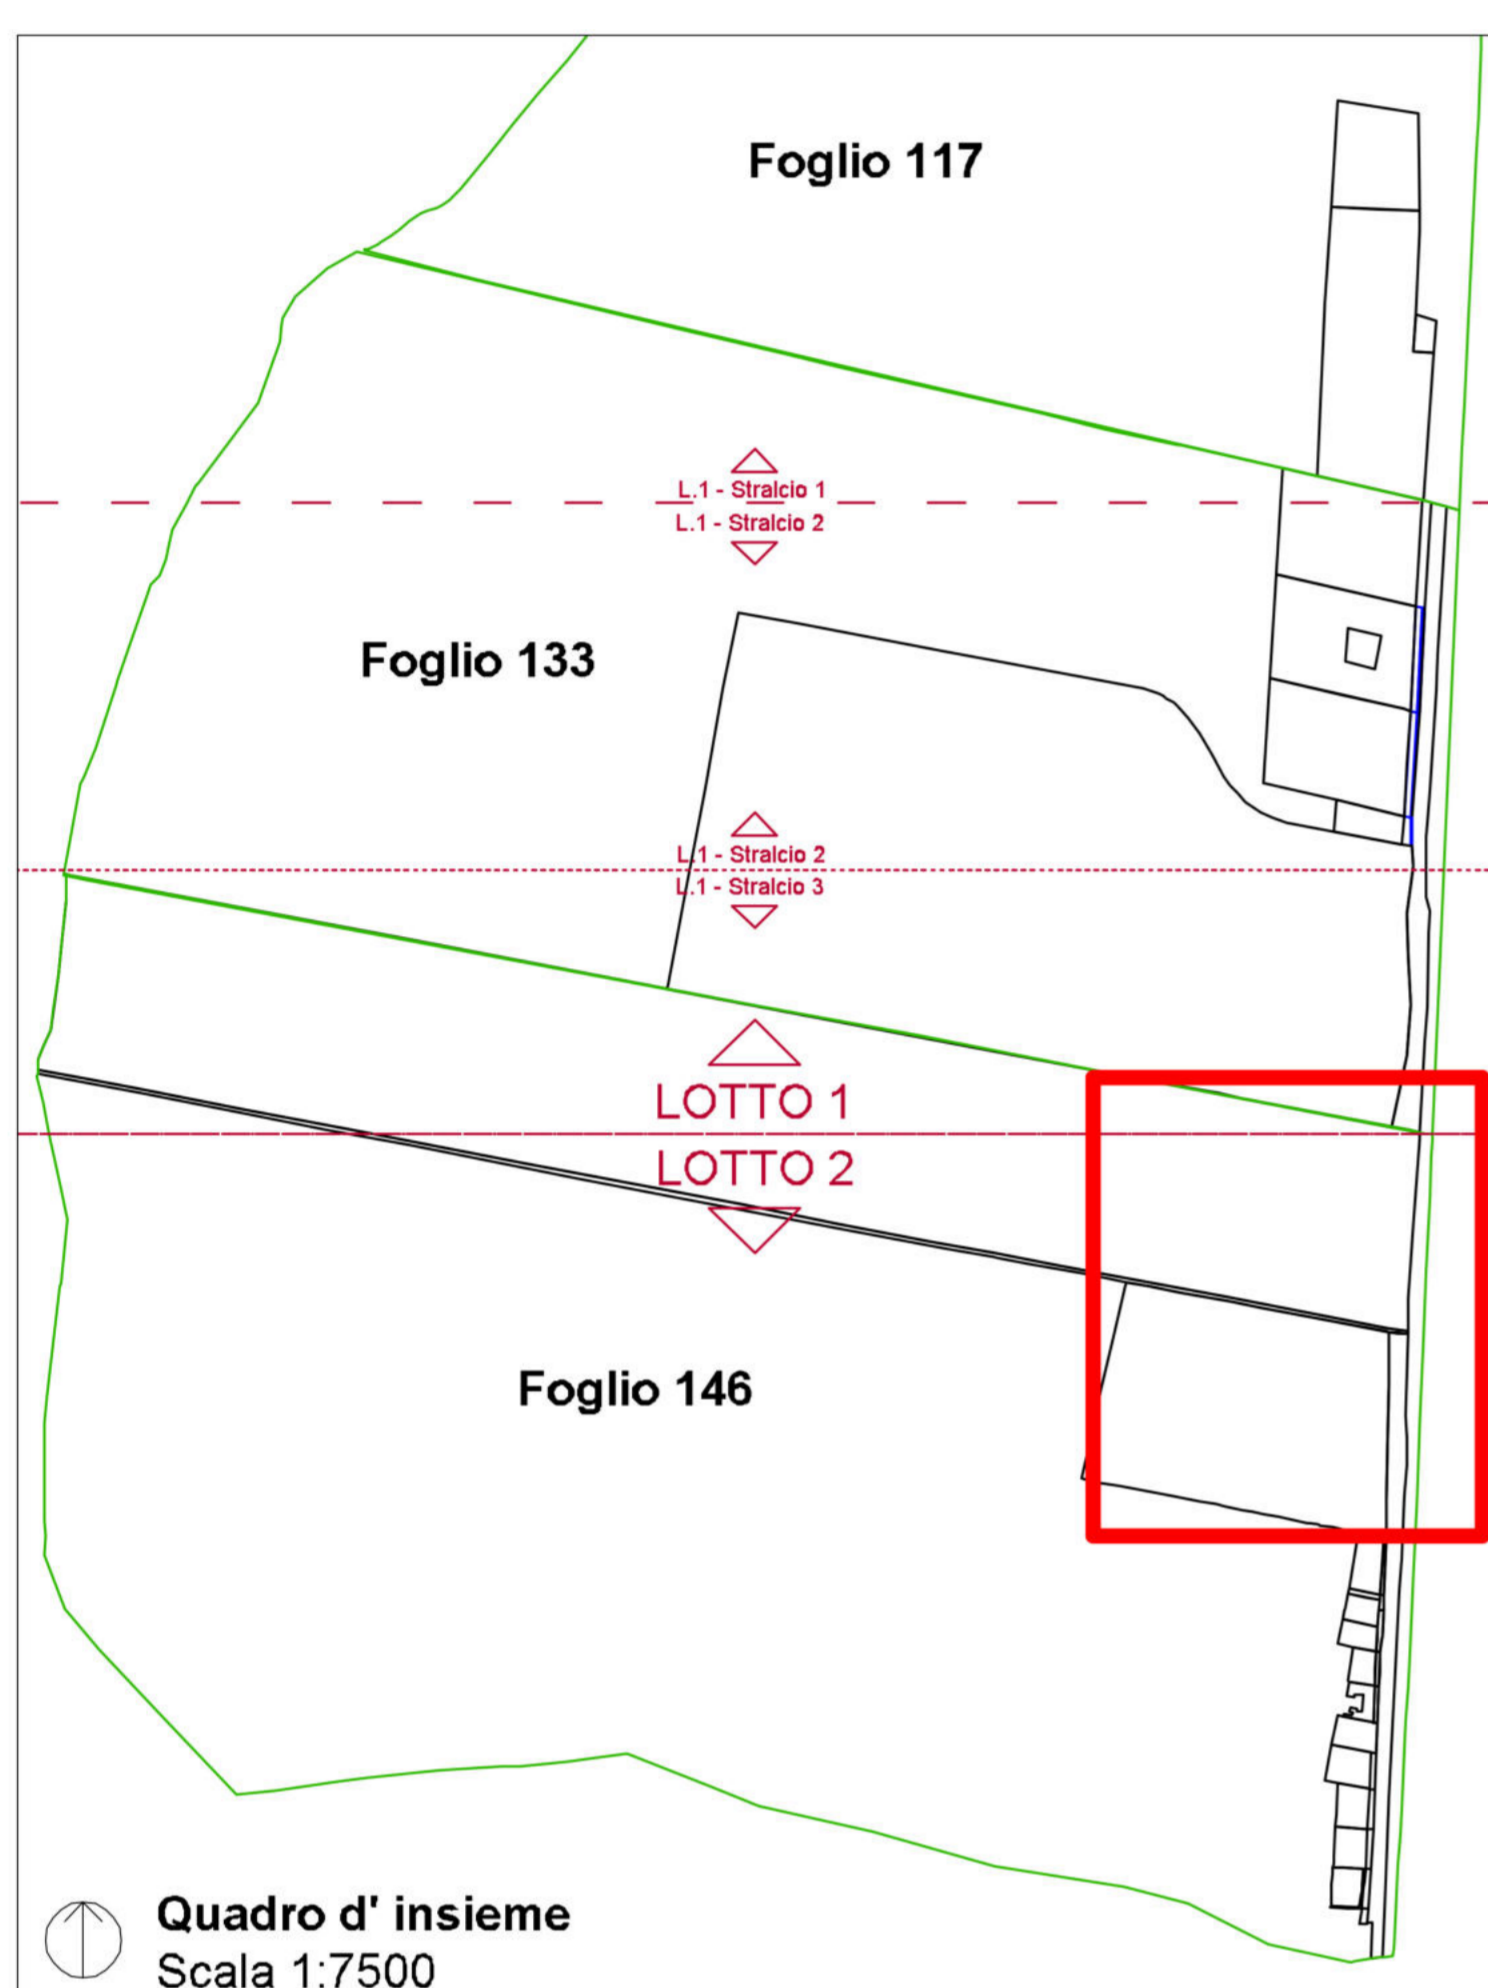 Foglio 117
L.1 - Stralcio 1
L.1 - Stralcio 2
Foglio 133
L.1 - Stralcio 2
L.1 - Stralcio 3
LOTTO 1
LOTTO 2
Foglio 146
Quadro d' insieme
Scala 1:7500